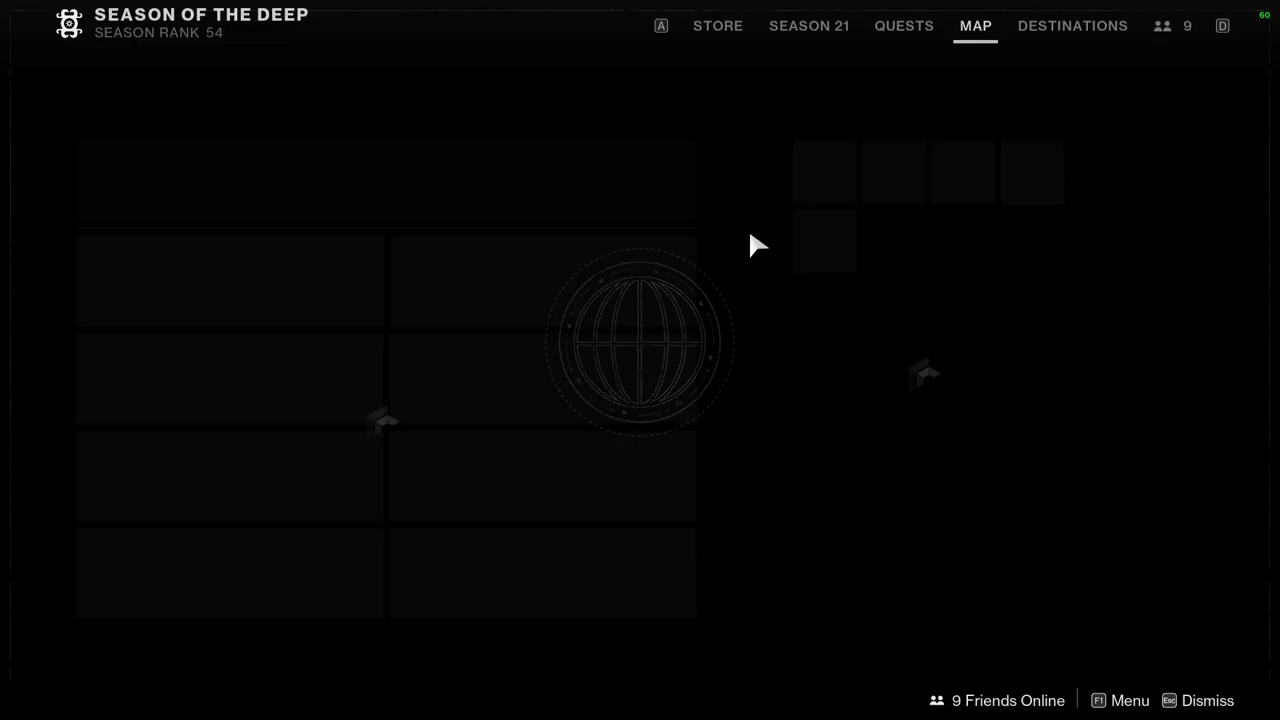 SEASON OF THE DEEP
SEASON RANK 54
A STORE SEASON 21 QUESTS MAP DESTINATIONS 9 D
60
9 Friends Online F1 Menu Esc Dismiss